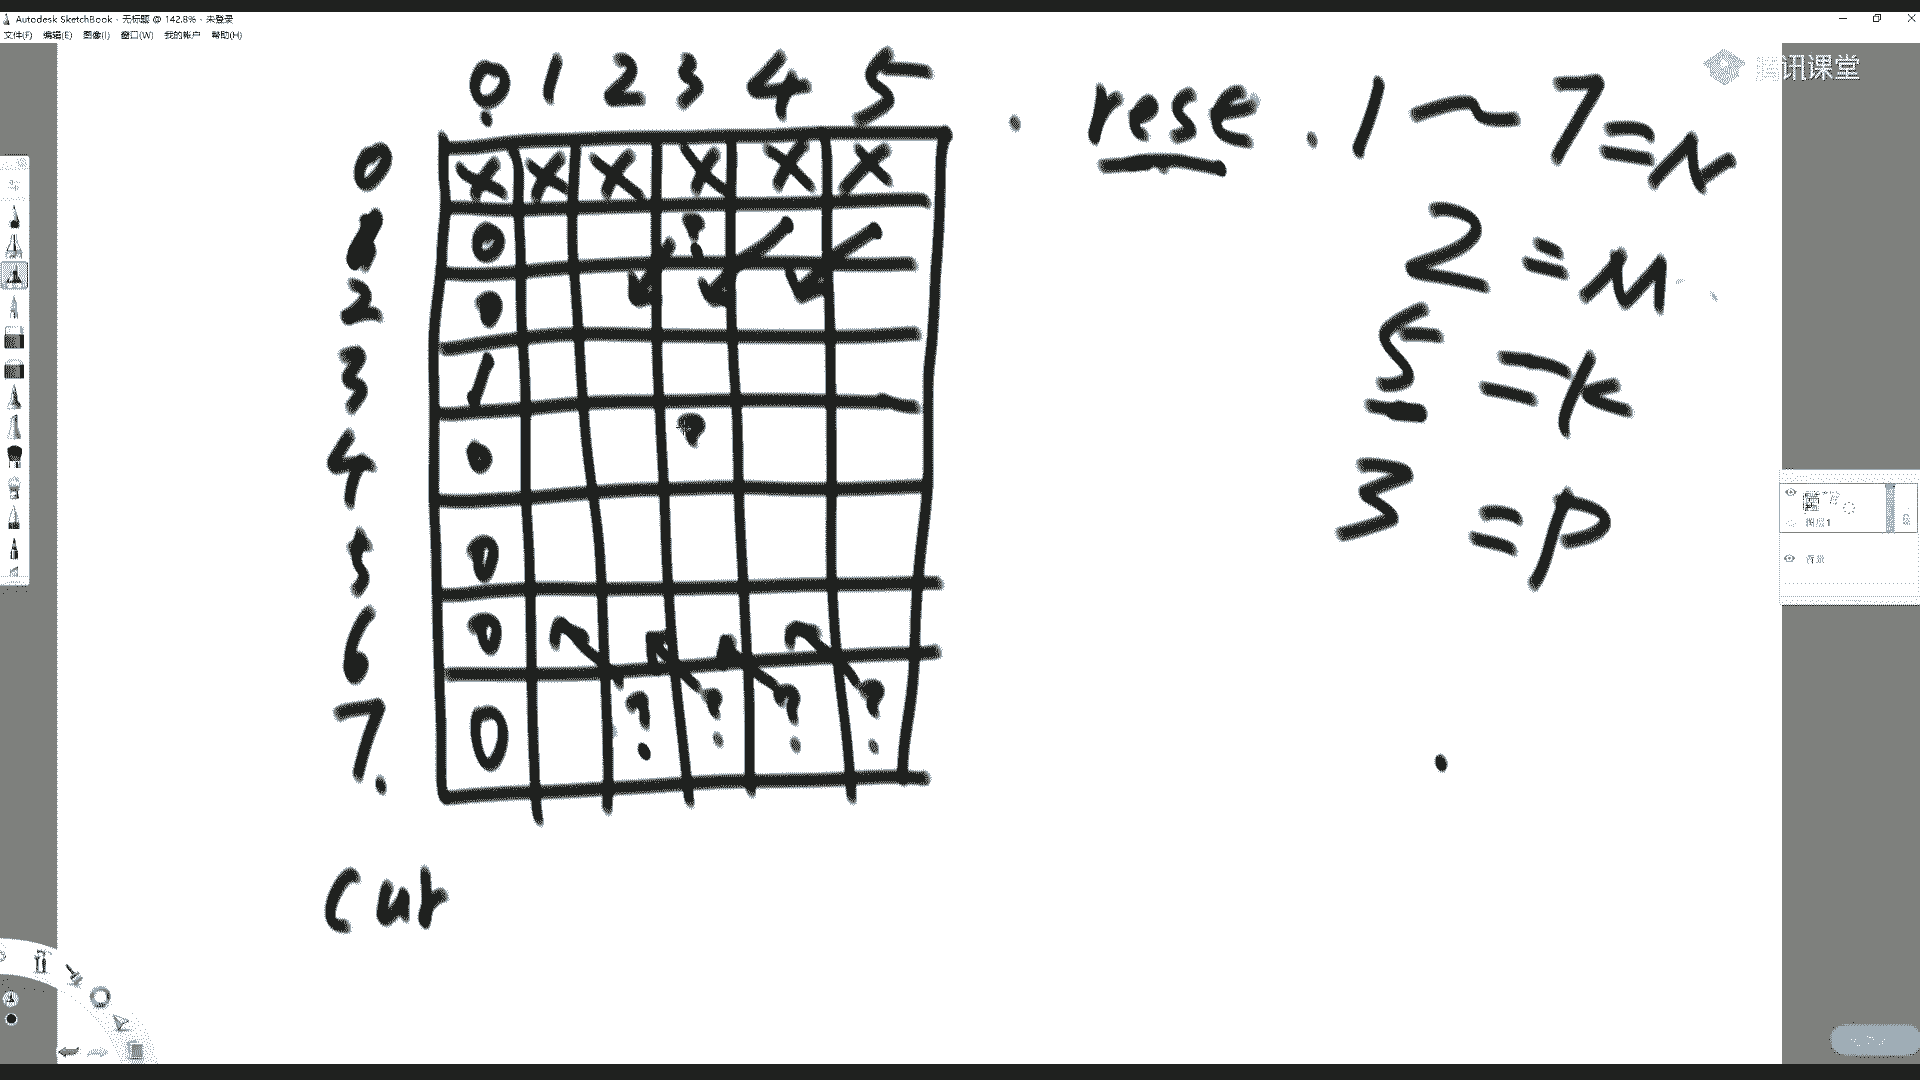 Autodesk SketchBook - 无标题 @ 142.8% - 未登录
文件(F) 编辑(E) 图像(I) 窗口(W) 我的帐户 帮助(H)
腾讯课堂
0 1 2 3 4 5
rese 1 ~ 7 = N
2 = M
5 = K
3 = P
0 X X X X X X
1 0 ?
2 0
3 1
4 0 ?
5 0
6 0
7 0 ? ? ? ?
cur
图层1
背景